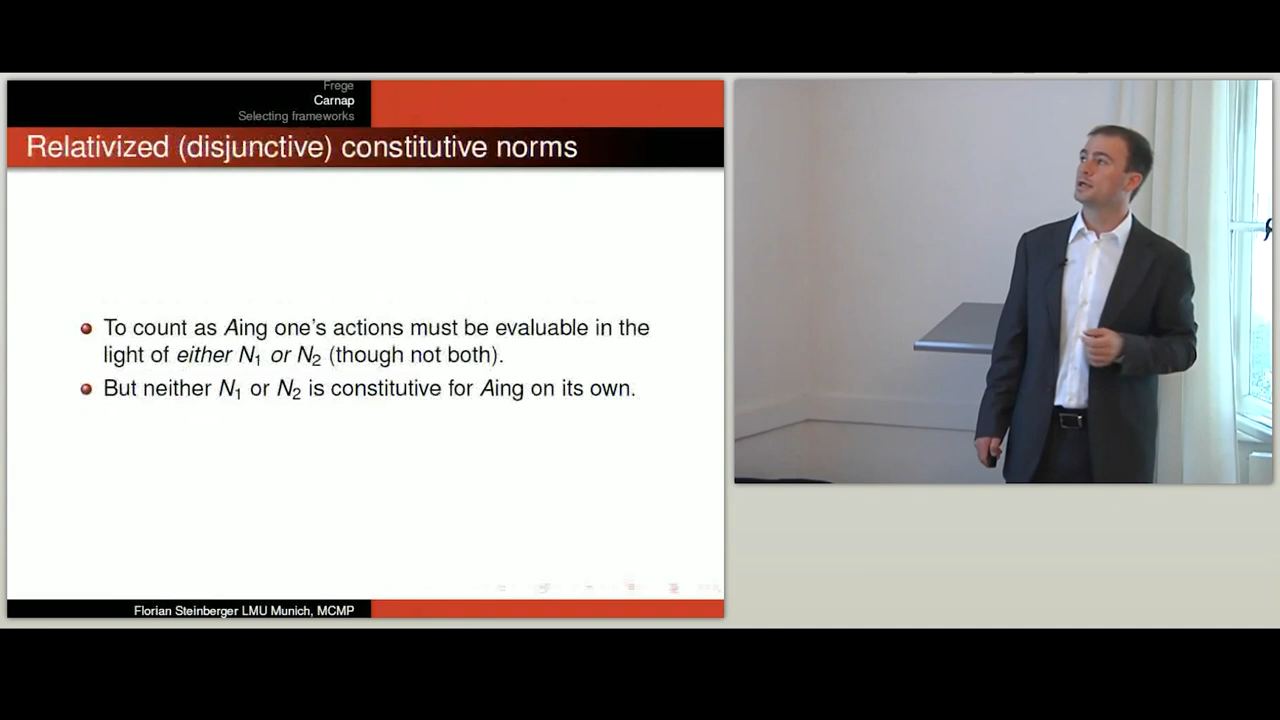 Frege
Carnap
Selecting frameworks
Relativized (disjunctive) constitutive norms
To count as Aing one's actions must be evaluable in the
light of either N₁ or N₂ (though not both).
But neither N₁ or N₂ is constitutive for Aing on its own.
Florian Steinberger LMU Munich, MCMP